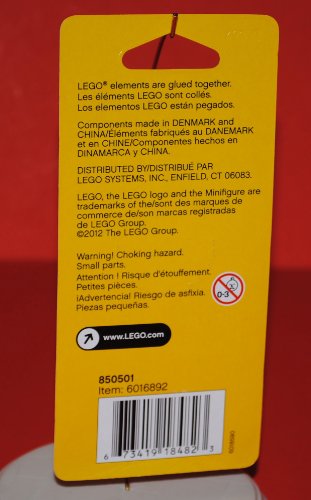 LEGO® elements are glued together.
Les éléments LEGO sont collés.
Los elementos LEGO están pegados.
Components made in DENMARK and
CHINA/Éléments fabriqués au DANEMARK
et en CHINE/Componentes hechos en
DINAMARCA y CHINA.
DISTRIBUTED BY/DISTRIBUÉ PAR
LEGO SYSTEMS, INC. ENFIELD, CT 06083.
LEGO, the LEGO logo and the Minifigure are
trademarks of the/sont des marques de
commerce de/son marcas registradas
de LEGO Group.
©2012 The LEGO Group.
Warning! Choking hazard.
Small parts.
Attention ! Risque d'étouffement.
Petites pièces.
¡Advertencia! Riesgo de asfixia.
Piezas pequeñas.
0-3
www.LEGO.com
850501
Item: 6016892
6 73419 18482 3